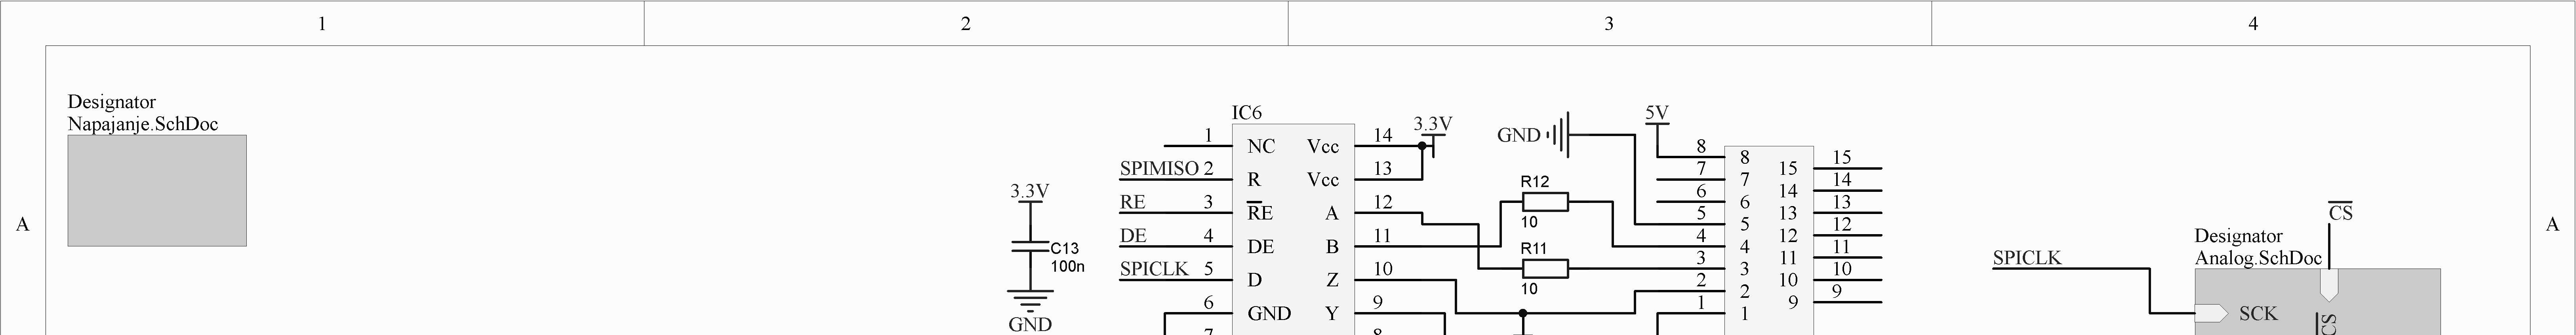 1 2 3 4
A A
Designator
Napajanje.SchDoc
3.3V
C13
100n
GND
IC6
1 NC Vcc 14 3.3V
SPIMISO 2 R Vcc 13
RE 3 RE A 12
DE 4 DE B 11
SPICLK 5 D Z 10
6 GND Y 9
7 8
R12
10
R11
10
GND
5V
8 8
7 7
6 6
5 5
4 4
3 3
2 2
1 1
15 15
14 14
13 13
12 12
11 11
10 10
9 9
SPICLK
CS
Designator
Analog.SchDoc
SCK
CS